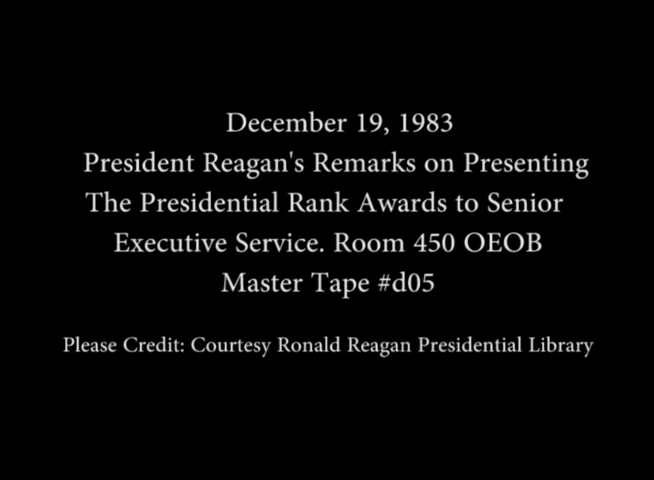 December 19, 1983
President Reagan's Remarks on Presenting
The Presidential Rank Awards to Senior
Executive Service. Room 450 OEOB
Master Tape #d05
Please Credit: Courtesy Ronald Reagan Presidential Library